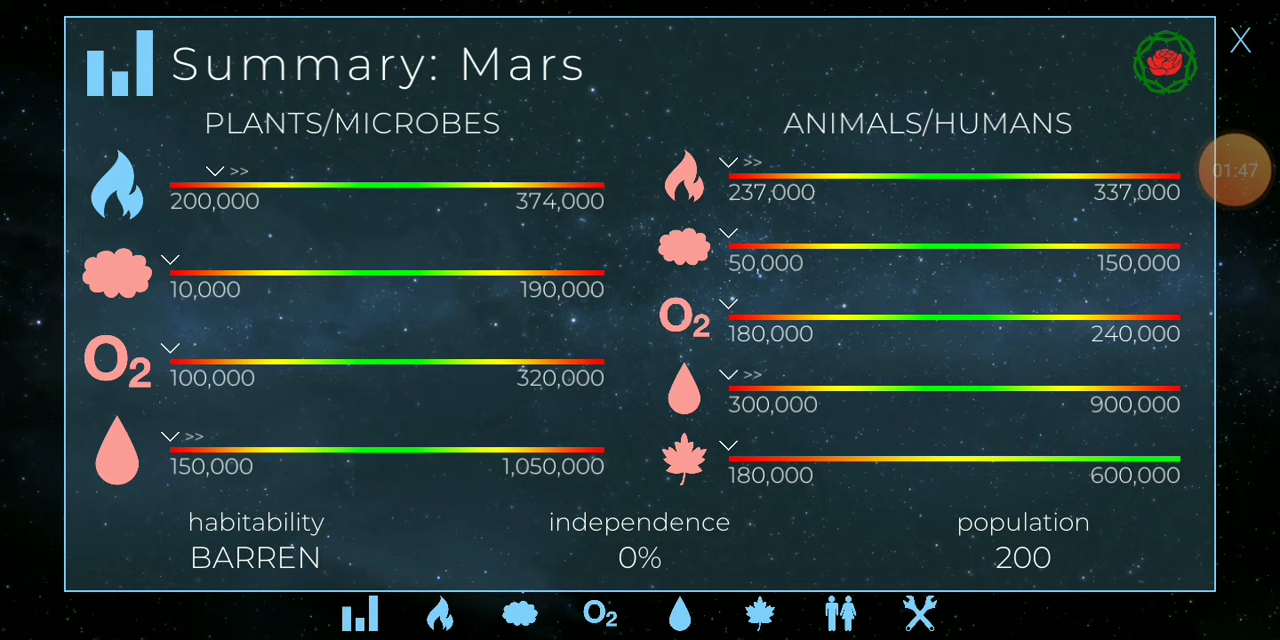 Summary: Mars
X
PLANTS/MICROBES
>>
200,000 374,000
10,000 190,000
O2
100,000 320,000
>>
150,000 1,050,000
ANIMALS/HUMANS
>>
237,000 337,000
50,000 150,000
O2
180,000 240,000
>>
300,000 900,000
180,000 600,000
01:47
habitability independence population
BARREN 0% 200
O2